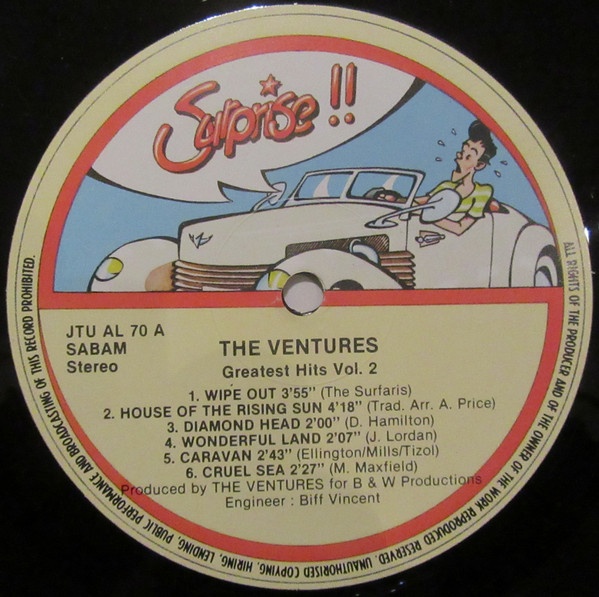 Surprise !!
JTU AL 70 A
SABAM
Stereo
THE VENTURES
Greatest Hits Vol. 2
1. WIPE OUT 3'55" (The Surfaris)
2. HOUSE OF THE RISING SUN 4'18" (Trad. Arr. A. Price)
3. DIAMOND HEAD 2'00" (D. Hamilton)
4. WONDERFUL LAND 2'07" (J. Lordan)
5. CARAVAN 2'43" (Ellington/Mills/Tizol)
6. CRUEL SEA 2'27" (M. Maxfield)
Produced by THE VENTURES for B & W Productions
Engineer : Biff Vincent
ALL RIGHTS OF THE PRODUCER AND OF THE OWNER OF THE WORK REPRODUCED RESERVED. UNAUTHORISED COPYING, HIRING, LENDING, PUBLIC PERFORMANCE AND BROADCASTING OF THIS RECORD PROHIBITED.